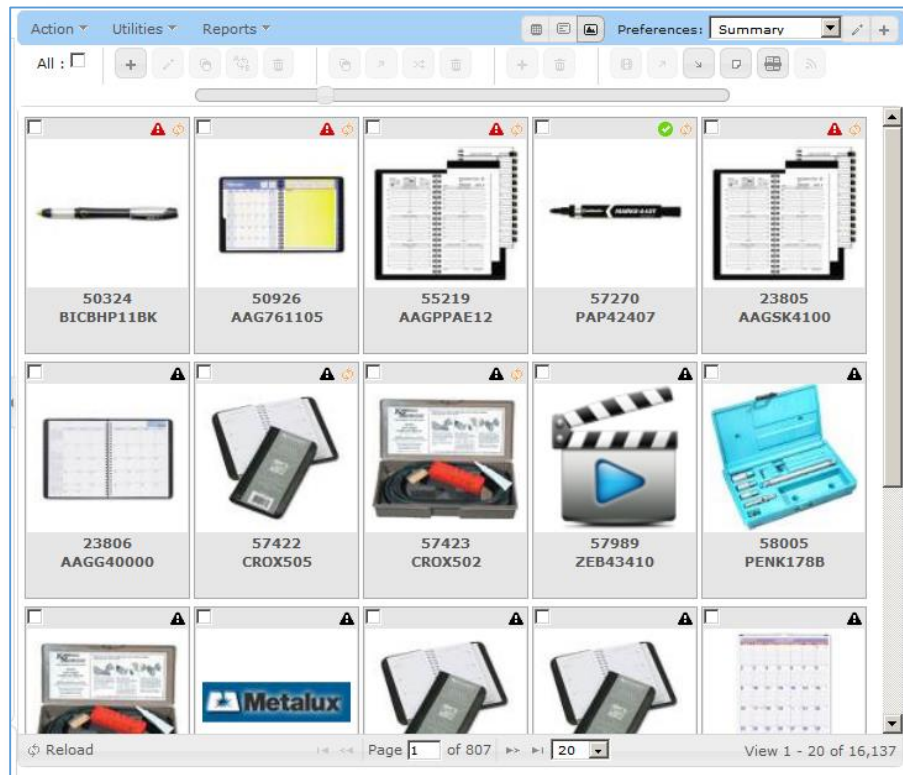 Action Utilities Reports Preferences: Summary
All :
50324 50926 55219 57270 23805
BICBHP11BK AAG761105 AAGPPAE12 PAP42407 AAGSK4100
23806 57422 57423 57989 58005
AAGG40000 CROX505 CROX502 ZEB43410 PENK178B
Metalux
Reload Page 1 of 807 20 View 1 - 20 of 16,137